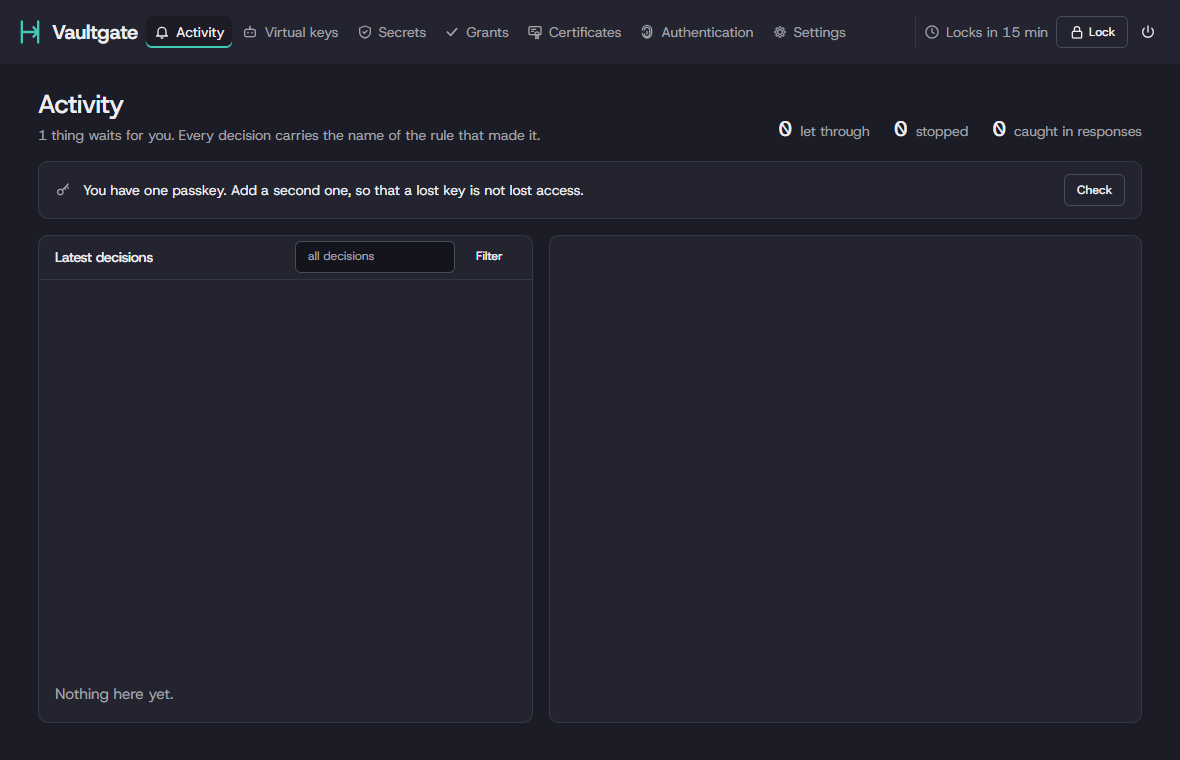 Vaultgate Activity Virtual keys Secrets Grants Certificates Authentication Settings Locks in 15 min Lock
Activity
1 thing waits for you. Every decision carries the name of the rule that made it.
0 let through 0 stopped 0 caught in responses
You have one passkey. Add a second one, so that a lost key is not lost access. Check
Latest decisions all decisions Filter
Nothing here yet.